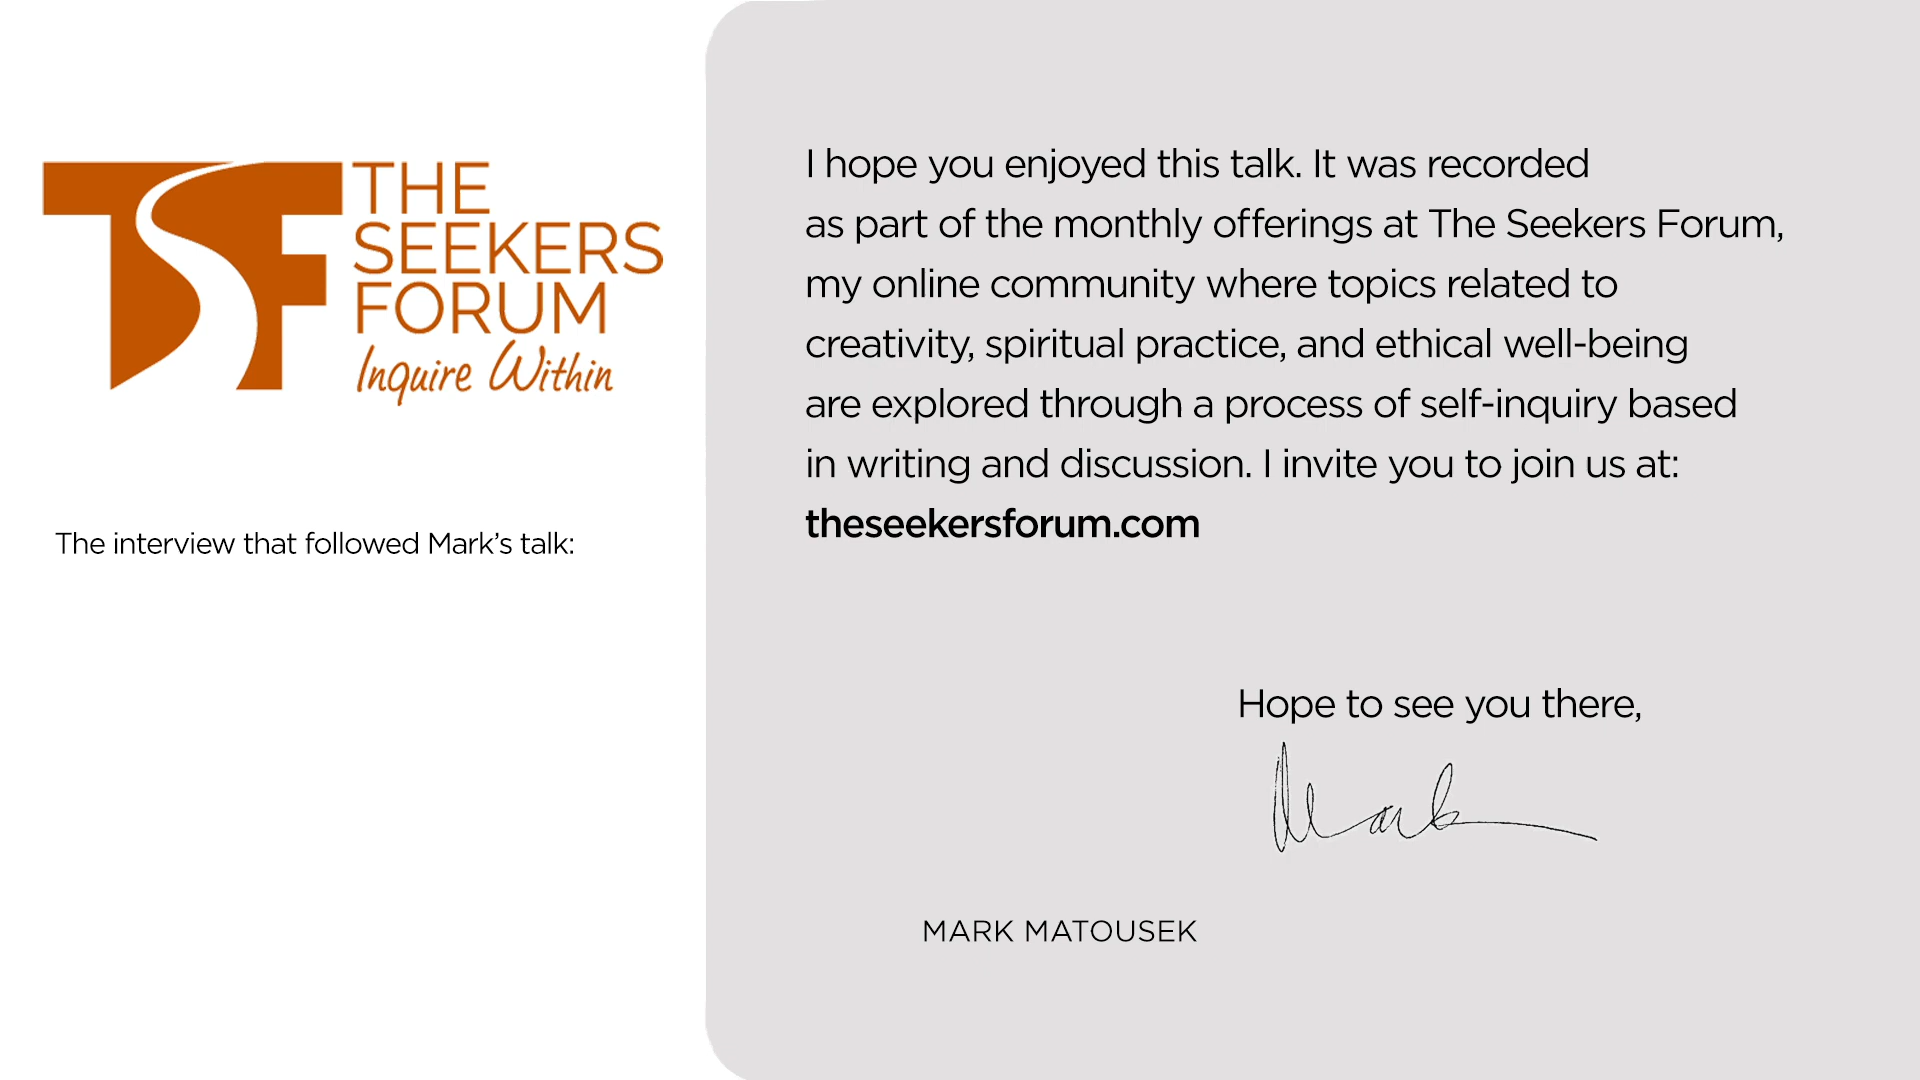 TSF
THE
SEEKERS
FORUM
Inquire Within
The interview that followed Mark’s talk:
I hope you enjoyed this talk. It was recorded
as part of the monthly offerings at The Seekers Forum,
my online community where topics related to
creativity, spiritual practice, and ethical well-being
are explored through a process of self-inquiry based
in writing and discussion. I invite you to join us at:
theseekersforum.com
Hope to see you there,
Mark
MARK MATOUSEK